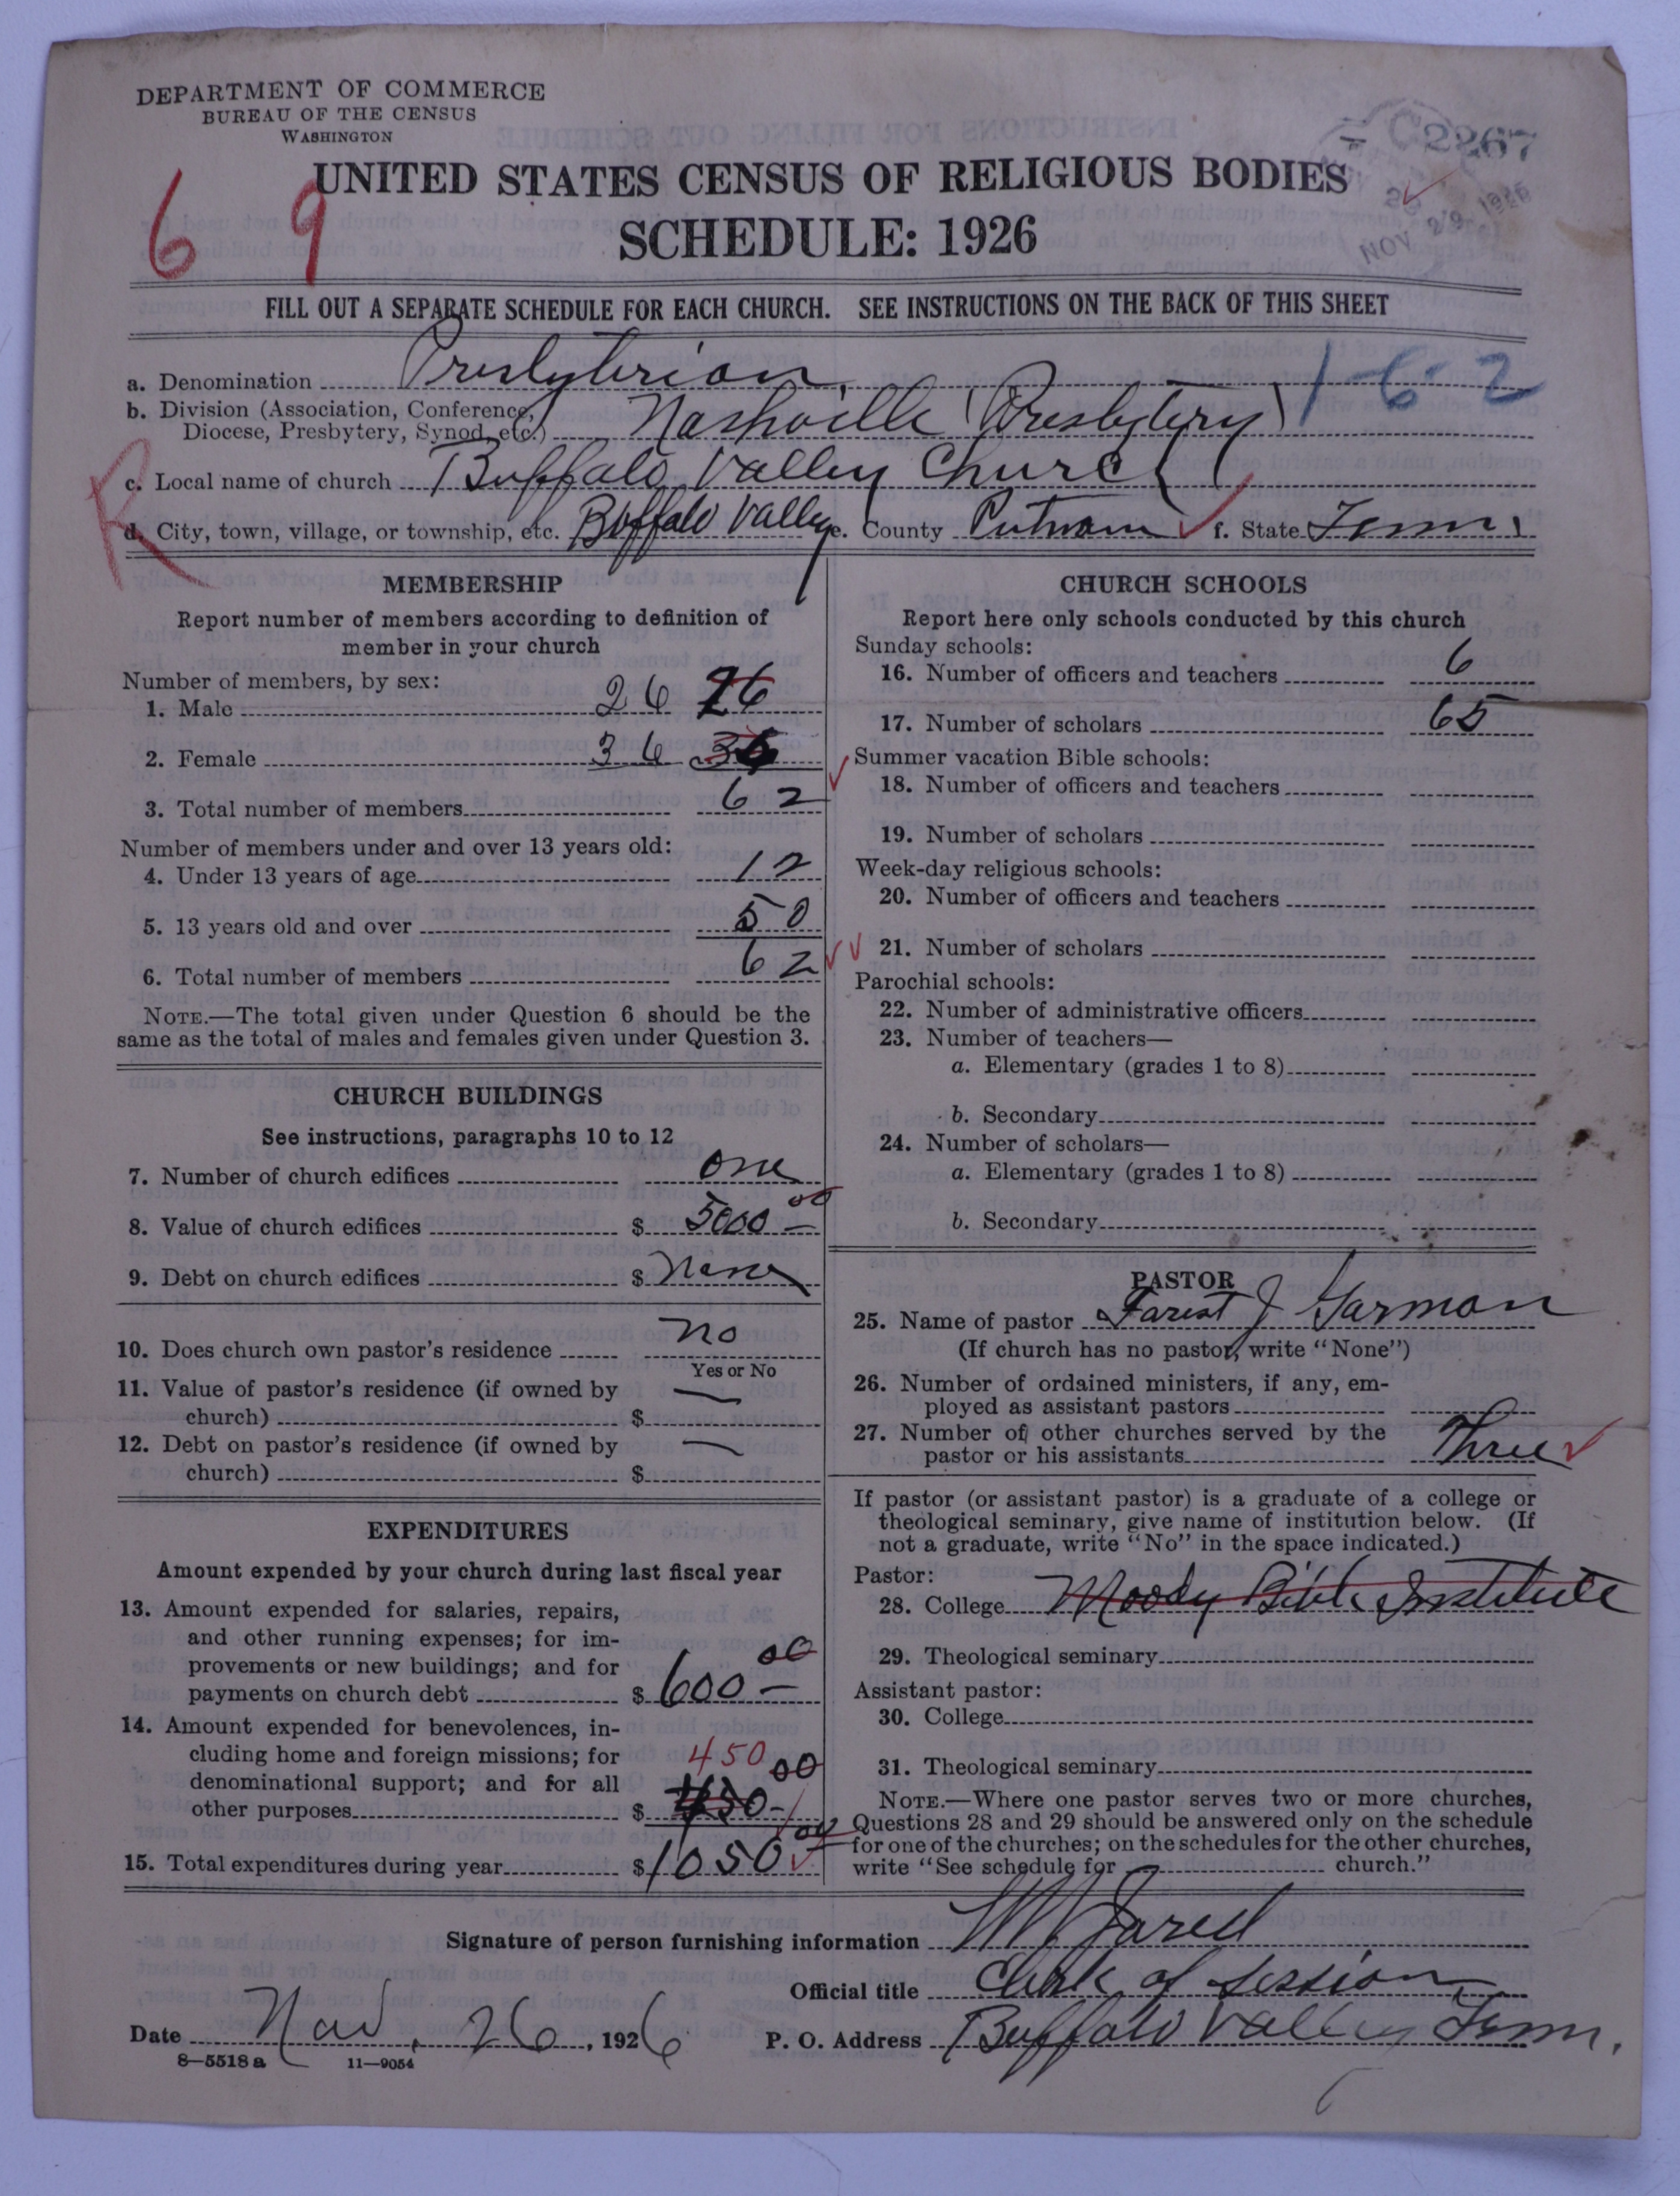 DEPARTMENT OF COMMERCE
BUREAU OF THE CENSUS
WASHINGTON
C2267
UNITED STATES CENSUS OF RELIGIOUS BODIES
SCHEDULE: 1926
6 9
NOV 29 1926
FILL OUT A SEPARATE SCHEDULE FOR EACH CHURCH. SEE INSTRUCTIONS ON THE BACK OF THIS SHEET
a. Denomination Presbyterian 1-6-2
b. Division (Association, Conference,
Diocese, Presbytery, Synod, etc.) Nashville (Presbytery)
R
c. Local name of church Buffalo Valley Church
d. City, town, village, or township, etc. Buffalo Valley e. County Putnam f. State Tenn.
MEMBERSHIP
Report number of members according to definition of
member in your church
Number of members, by sex:
1. Male 26 26
2. Female 36 36
3. Total number of members 62
Number of members under and over 13 years old:
4. Under 13 years of age 12
5. 13 years old and over 50
6. Total number of members 62
NOTE.—The total given under Question 6 should be the
same as the total of males and females given under Question 3.
CHURCH BUILDINGS
See instructions, paragraphs 10 to 12
7. Number of church edifices one
8. Value of church edifices $ 5000 00
9. Debt on church edifices $ None
10. Does church own pastor's residence No
Yes or No
11. Value of pastor's residence (if owned by
church) $ —
12. Debt on pastor's residence (if owned by
church) $ —
EXPENDITURES
Amount expended by your church during last fiscal year
13. Amount expended for salaries, repairs,
and other running expenses; for im-
provements or new buildings; and for
payments on church debt $ 600 00
14. Amount expended for benevolences, in-
cluding home and foreign missions; for
450 00
denominational support; and for all
other purposes $ 450
15. Total expenditures during year $ 1050 00
CHURCH SCHOOLS
Report here only schools conducted by this church
Sunday schools:
16. Number of officers and teachers 6
17. Number of scholars 65
Summer vacation Bible schools:
18. Number of officers and teachers
19. Number of scholars
Week-day religious schools:
20. Number of officers and teachers
21. Number of scholars
Parochial schools:
22. Number of administrative officers
23. Number of teachers—
a. Elementary (grades 1 to 8)
b. Secondary
24. Number of scholars—
a. Elementary (grades 1 to 8)
b. Secondary
PASTOR
25. Name of pastor Forest J Garmon
(If church has no pastor, write "None")
26. Number of ordained ministers, if any, em-
ployed as assistant pastors
27. Number of other churches served by the
pastor or his assistants Three
If pastor (or assistant pastor) is a graduate of a college or
theological seminary, give name of institution below. (If
not a graduate, write "No" in the space indicated.)
Pastor:
28. College Moody Bible Institute
29. Theological seminary
Assistant pastor:
30. College
31. Theological seminary
NOTE.—Where one pastor serves two or more churches,
Questions 28 and 29 should be answered only on the schedule
for one of the churches; on the schedules for the other churches,
write "See schedule for church."
Signature of person furnishing information Jared
Official title Clerk of Session
Date Nov. 26, 1926 P. O. Address Buffalo Valley Tenn.
8—5518a 11—9054